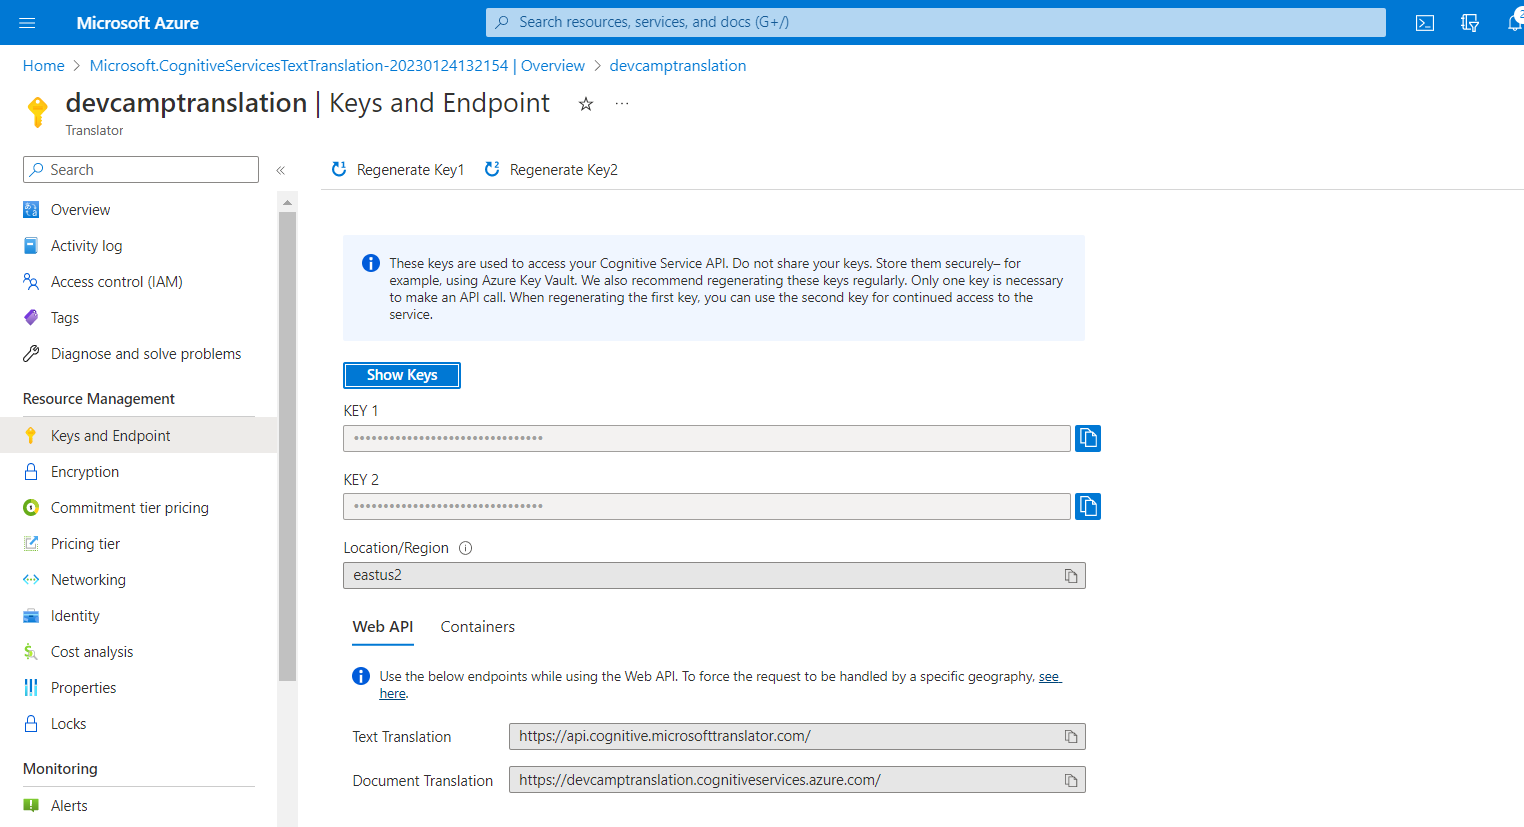 Microsoft Azure
Search resources, services, and docs (G+/)
Home > Microsoft.CognitiveServicesTextTranslation-20230124132154 | Overview > devcamptranslation
devcamptranslation | Keys and Endpoint
Translator
Search
Overview
Activity log
Access control (IAM)
Tags
Diagnose and solve problems
Resource Management
Keys and Endpoint
Encryption
Commitment tier pricing
Pricing tier
Networking
Identity
Cost analysis
Properties
Locks
Monitoring
Alerts
Regenerate Key1
Regenerate Key2
These keys are used to access your Cognitive Service API. Do not share your keys. Store them securely– for
example, using Azure Key Vault. We also recommend regenerating these keys regularly. Only one key is necessary
to make an API call. When regenerating the first key, you can use the second key for continued access to the
service.
Show Keys
KEY 1
KEY 2
Location/Region
eastus2
Web API
Containers
Use the below endpoints while using the Web API. To force the request to be handled by a specific geography, see
here.
Text Translation
https://api.cognitive.microsofttranslator.com/
Document Translation
https://devcamptranslation.cognitiveservices.azure.com/